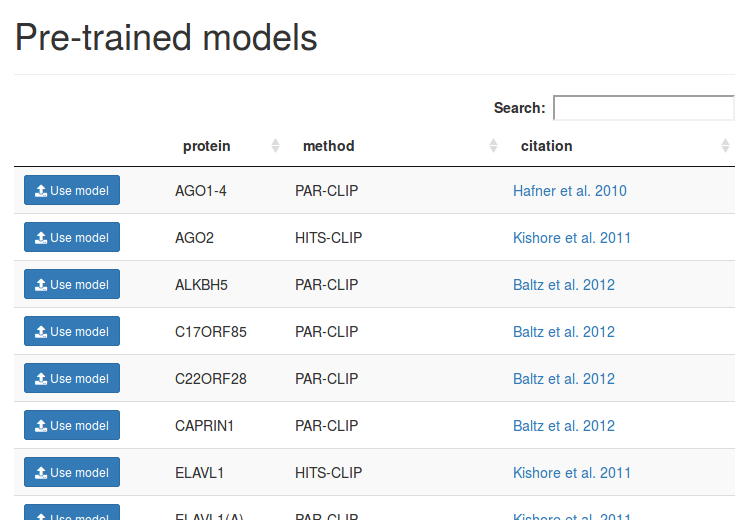 Pre-trained models
Search:
protein method citation
Use model AGO1-4 PAR-CLIP Hafner et al. 2010
Use model AGO2 HITS-CLIP Kishore et al. 2011
Use model ALKBH5 PAR-CLIP Baltz et al. 2012
Use model C17ORF85 PAR-CLIP Baltz et al. 2012
Use model C22ORF28 PAR-CLIP Baltz et al. 2012
Use model CAPRIN1 PAR-CLIP Baltz et al. 2012
Use model ELAVL1 HITS-CLIP Kishore et al. 2011
Use model ELAVL1(A) PAR-CLIP Kishore et al. 2011